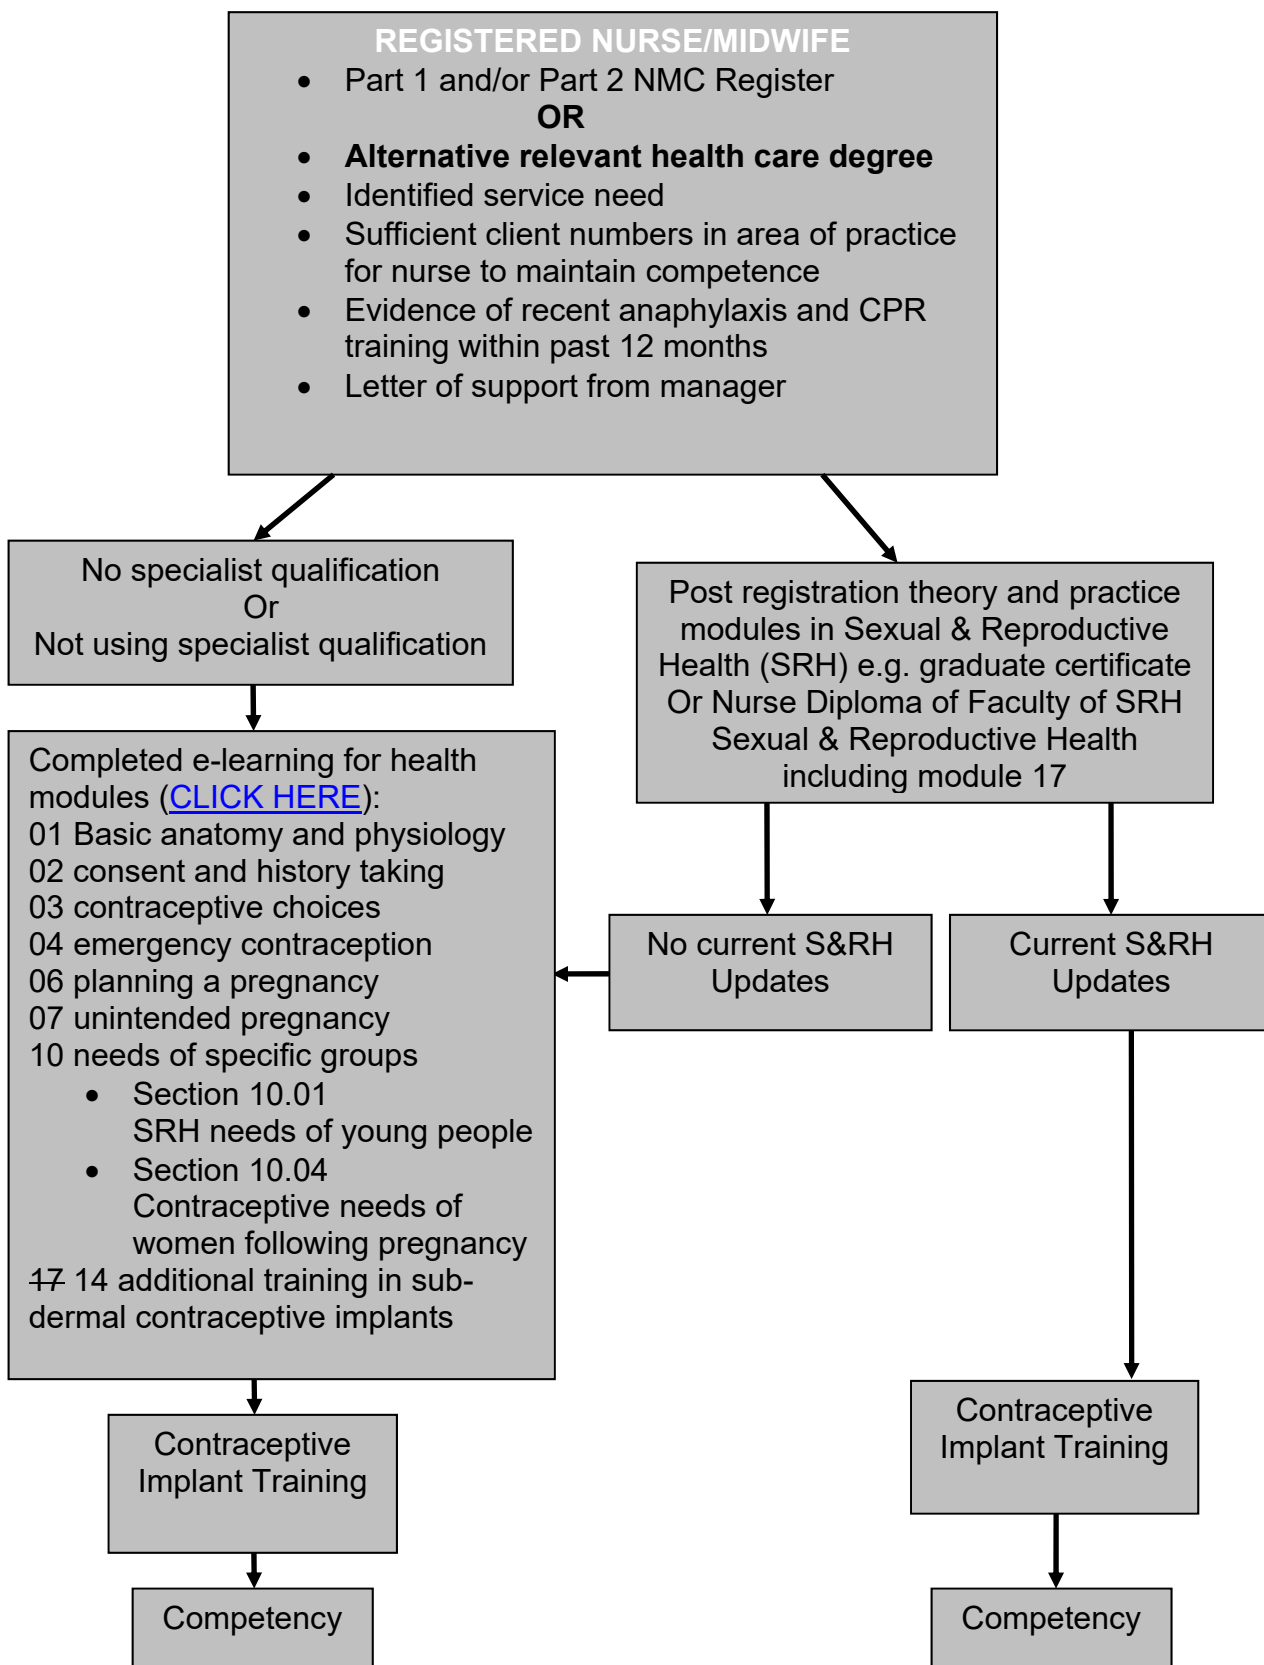 REGISTERED NURSE/MIDWIFE
• Part 1 and/or Part 2 NMC Register
OR
• Alternative relevant health care degree
• Identified service need
• Sufficient client numbers in area of practice
for nurse to maintain competence
• Evidence of recent anaphylaxis and CPR
training within past 12 months
• Letter of support from manager
No specialist qualification
Or
Not using specialist qualification
Post registration theory and practice
modules in Sexual & Reproductive
Health (SRH) e.g. graduate certificate
Or Nurse Diploma of Faculty of SRH
Sexual & Reproductive Health
including module 17
Completed e-learning for health
modules (CLICK HERE):
01 Basic anatomy and physiology
02 consent and history taking
03 contraceptive choices
04 emergency contraception
06 planning a pregnancy
07 unintended pregnancy
10 needs of specific groups
• Section 10.01
SRH needs of young people
• Section 10.04
Contraceptive needs of
women following pregnancy
17 14 additional training in sub-
dermal contraceptive implants
No current S&RH
Updates
Current S&RH
Updates
Contraceptive
Implant Training
Contraceptive
Implant Training
Competency
Competency